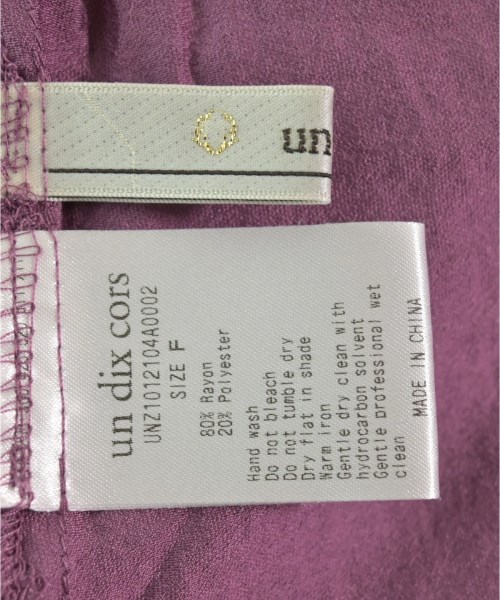 un
un dix cors
UNZ1012104A0002
SIZE F
80% Rayon
20% Polyester
Hand wash
Do not bleach
Do not tumble dry
Dry flat in shade
Warm iron
Gentle dry clean with
hydrocarbon solvent
Gentle professional wet
clean
MADE IN CHINA